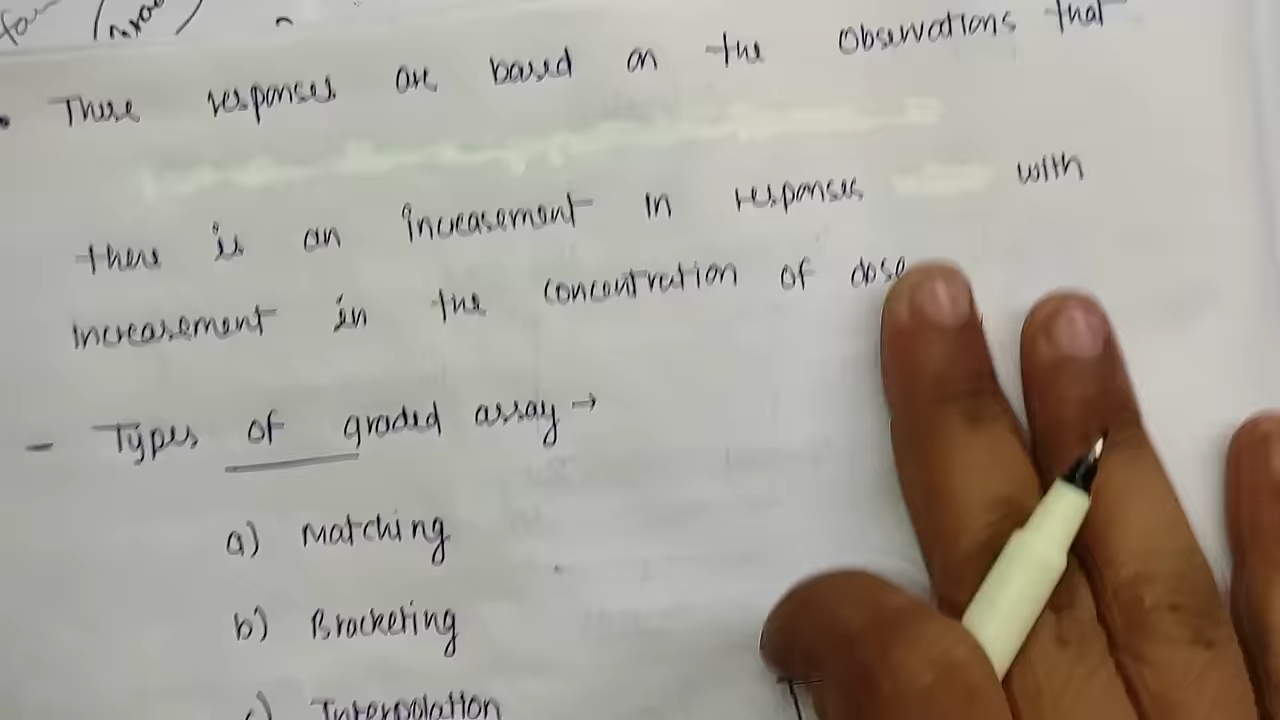 • These responses are based on the observations that
there is an increasement in responses with
increasement in the concentration of dose
- Types of graded assay →
a) Matching
b) Bracketing
c) Interpolation